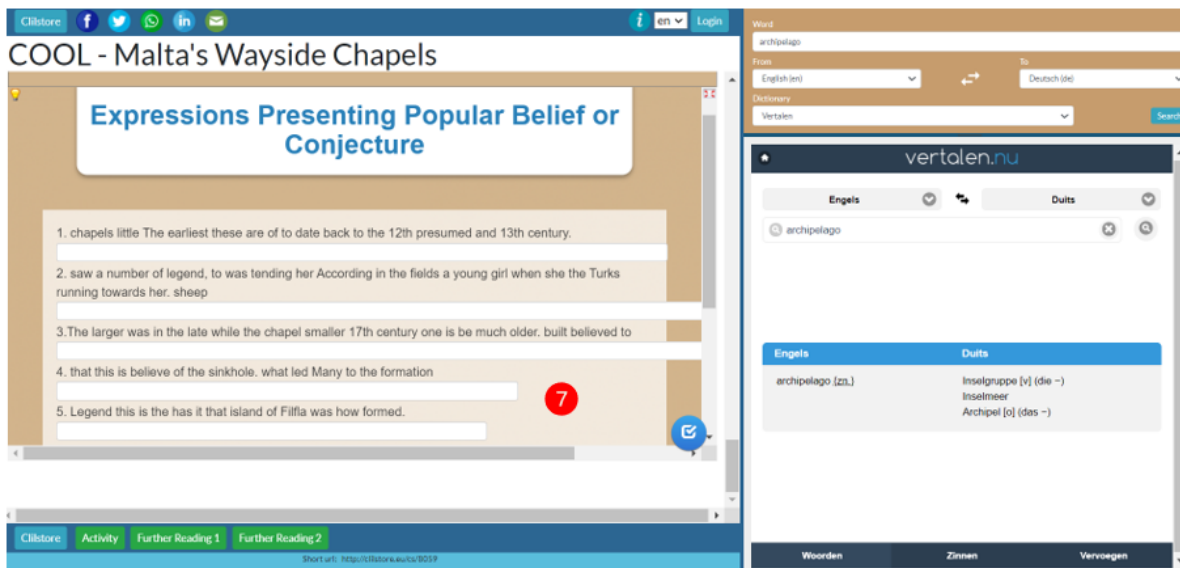 Clilstore
en
Login
COOL - Malta's Wayside Chapels
Expressions Presenting Popular Belief or
Conjecture
1. chapels little The earliest these are of to date back to the 12th presumed and 13th century.
2. saw a number of legend, to was tending her According in the fields a young girl when she the Turks
running towards her. sheep
3.The larger was in the late while the chapel smaller 17th century one is be much older. built believed to
4. that this is believe of the sinkhole. what led Many to the formation
7
5. Legend this is the has it that island of Filfla was how formed.
Clilstore Activity Further Reading 1 Further Reading 2
Short url: http://clilstore.eu/cs/8059
Word
archipelago
From To
English (en) Deutsch (de)
Dictionary
Vertalen Search
vertalen.nu
Engels Duits
archipelago
Engels Duits
archipelago {zn.} Inselgruppe [v] (die ~)
Inselmeer
Archipel [o] (das ~)
Woorden Zinnen Vervoegen